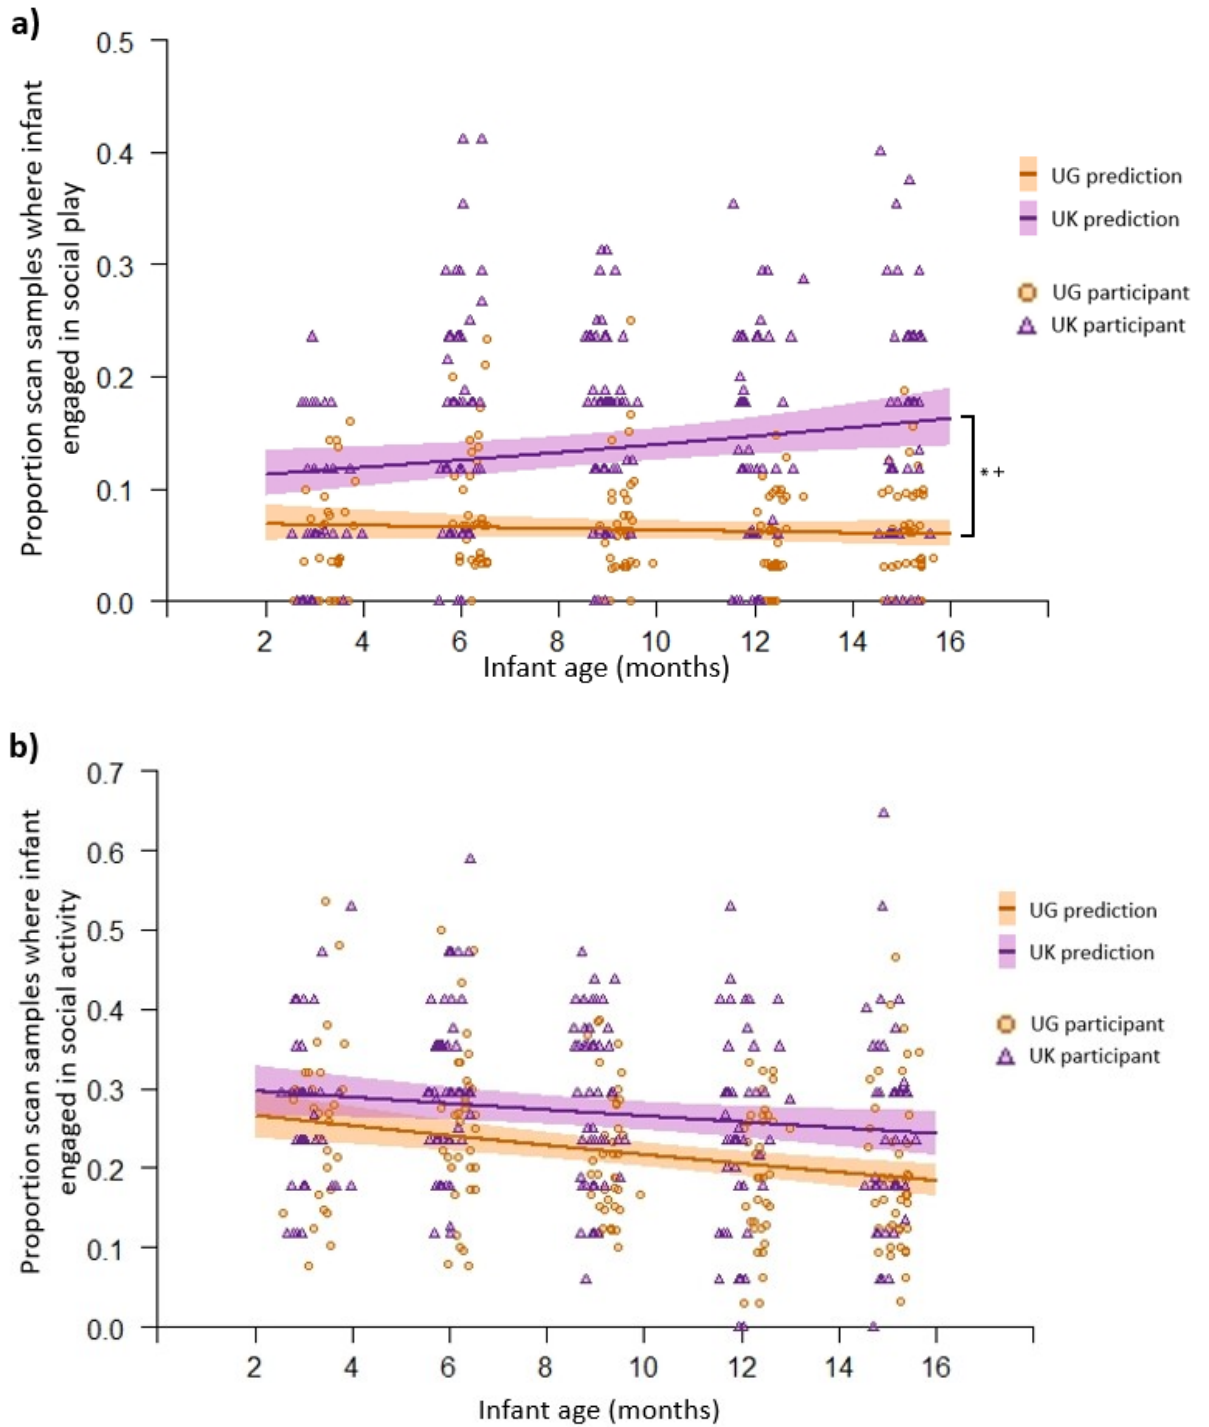 a)
Proportion scan samples where infant
engaged in social play
0.5
0.4
0.3
0.2
0.1
0.0
2 4 6 8 10 12 14 16
Infant age (months)
UG prediction
UK prediction
UG participant
UK participant
*+
b)
Proportion scan samples where infant
engaged in social activity
0.7
0.6
0.5
0.4
0.3
0.2
0.1
0.0
2 4 6 8 10 12 14 16
Infant age (months)
UG prediction
UK prediction
UG participant
UK participant